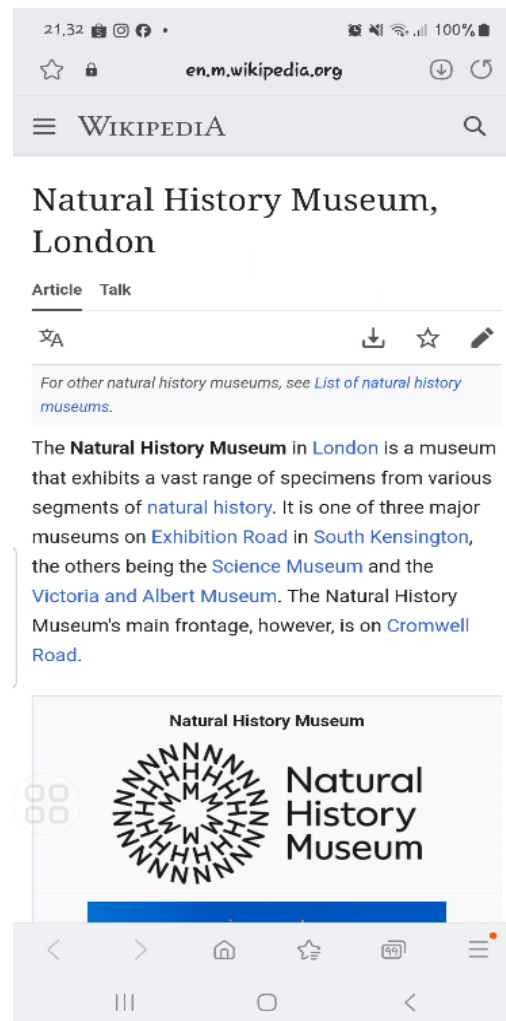 21.32
100%
en.m.wikipedia.org
WIKIPEDIA
Natural History Museum,
London
Article Talk
For other natural history museums, see List of natural history
museums.
The Natural History Museum in London is a museum
that exhibits a vast range of specimens from various
segments of natural history. It is one of three major
museums on Exhibition Road in South Kensington,
the others being the Science Museum and the
Victoria and Albert Museum. The Natural History
Museum's main frontage, however, is on Cromwell
Road.
Natural History Museum
Natural
History
Museum
99